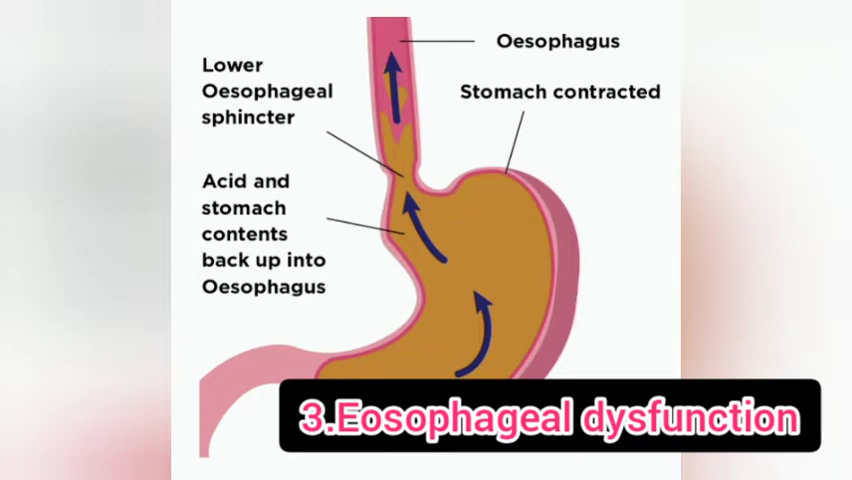 Oesophagus
Lower
Oesophageal
sphincter
Stomach contracted
Acid and
stomach
contents
back up into
Oesophagus
3.Eosophageal dysfunction